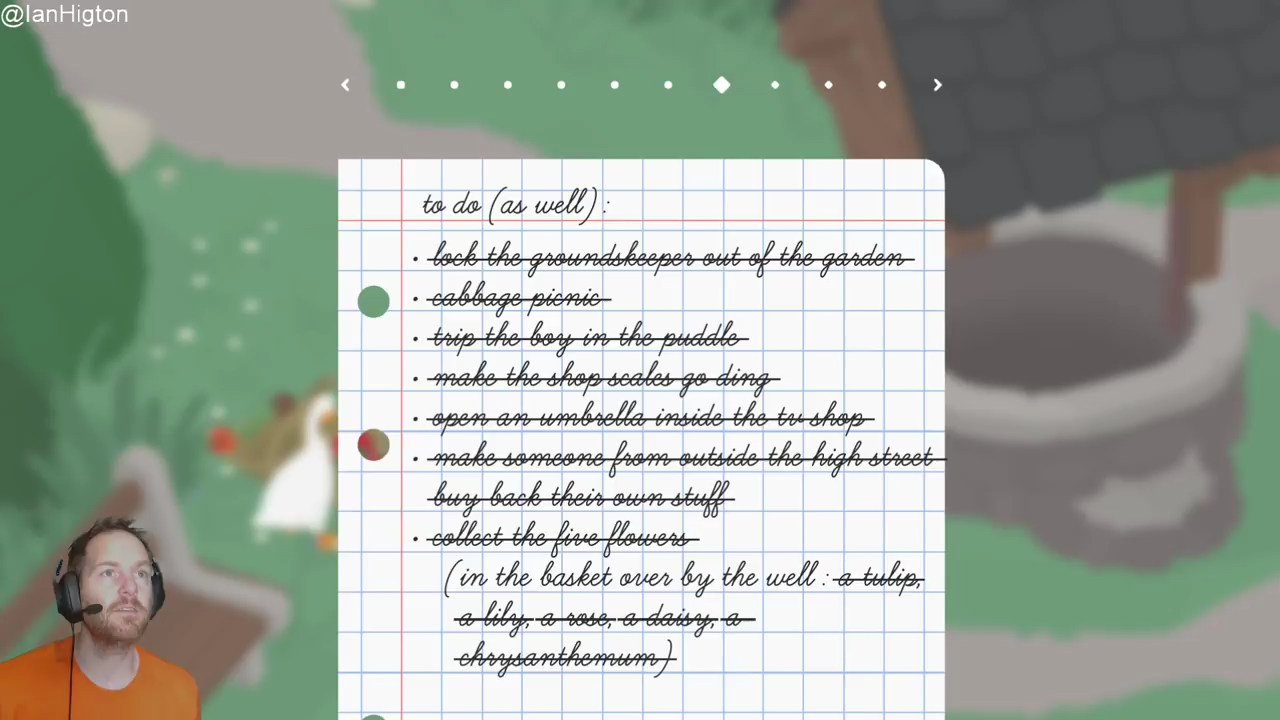 @IanHigton
to do (as well):
• lock the groundskeeper out of the garden
• cabbage picnic
• trip the boy in the puddle
• make the shop scales go ding
• open an umbrella inside the tv shop
• make someone from outside the high street
buy back their own stuff
• collect the five flowers
(in the basket over by the well: a tulip,
a lily, a rose, a daisy, a
chrysanthemum)